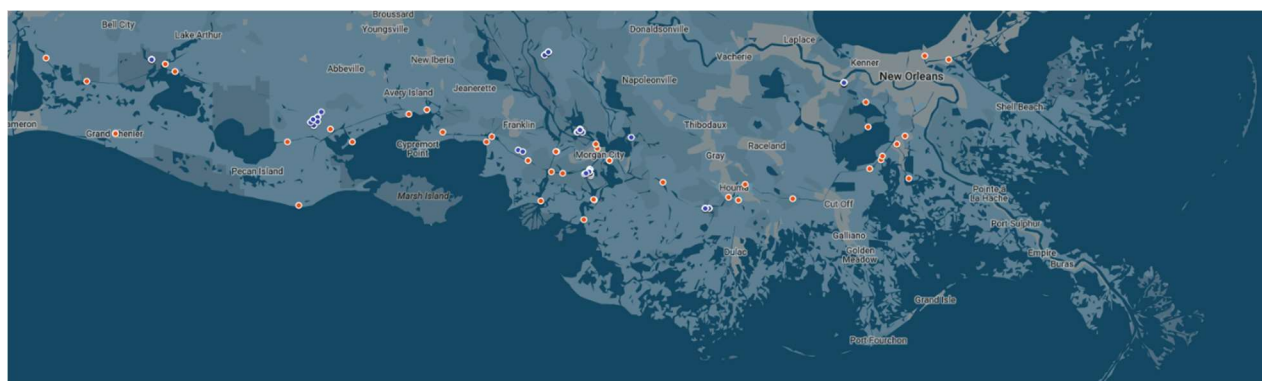 Broussard
Bell City
Youngsville
Donaldsonville
Lake Arthur
Laplace
Vacherie
Kenner
New Iberia
Abbeville
New Orleans
Napoleonville
Jeanerette
Avery Island
Shell Beach
Franklin
Thibodaux
Cameron
Grand Chenier
Cypremort
Point
Raceland
Morgan City
Gray
Pecan Island
Houma
Pointe à
La Hache
Marsh Island
Cut Off
Port Sulphur
Galliano
Dulac
Golden
Meadow
Empire
Buras
Grand Isle
Port Fourchon